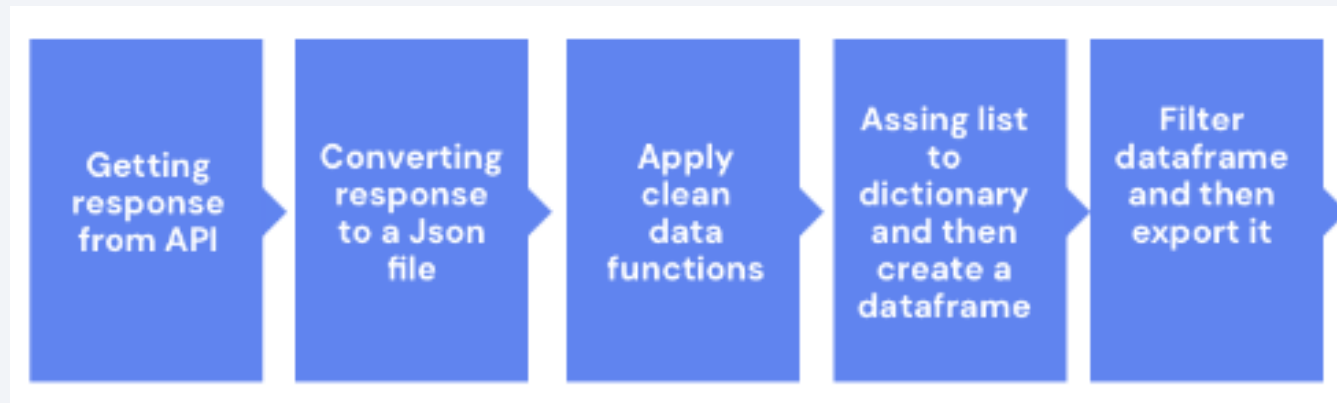 Getting
response
from API
Converting
response
to a Json
file
Apply
clean
data
functions
Assing list
to
dictionary
and then
create a
dataframe
Filter
dataframe
and then
export it